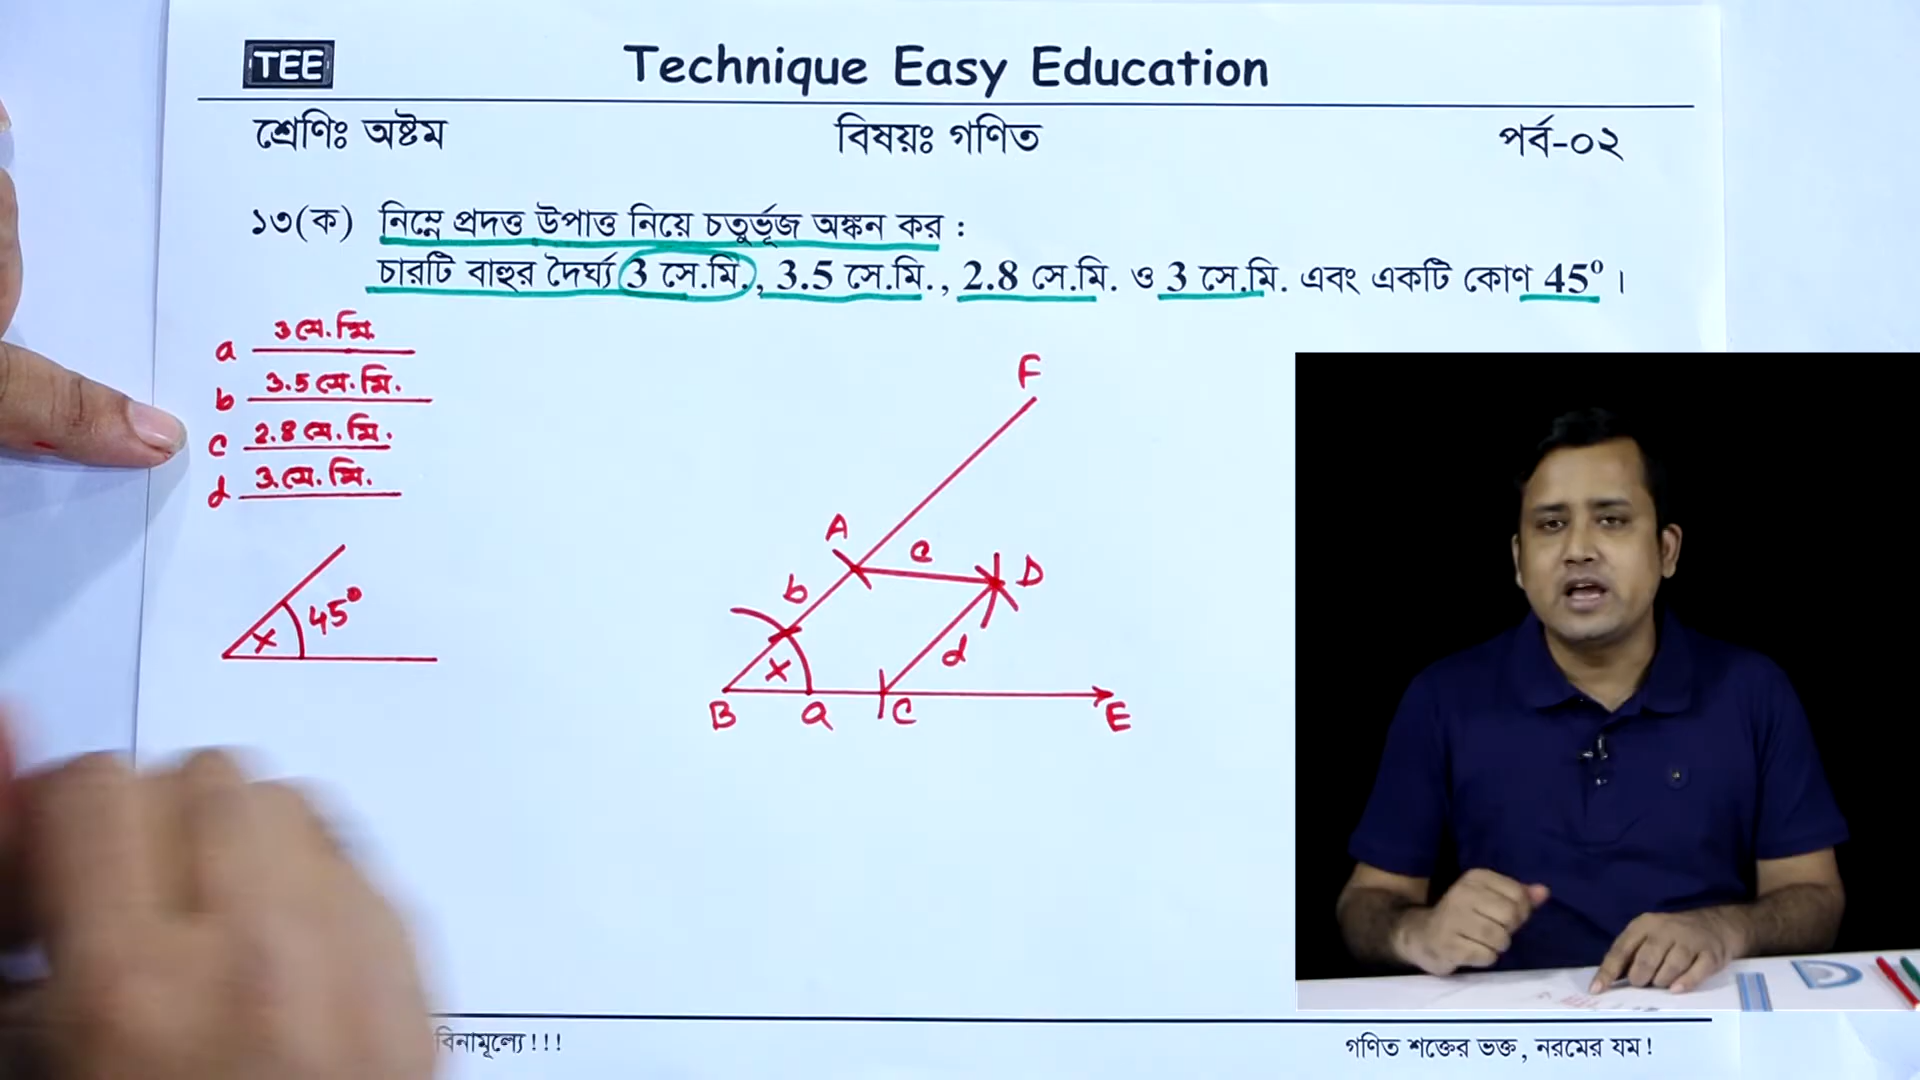 TEE
Technique Easy Education
শ্রেণিঃ অষ্টম
বিষয়ঃ গণিত
পর্ব-০২
১৩(ক) নিম্নে প্রদত্ত উপাত্ত নিয়ে চতুর্ভূজ অঙ্কন কর :
চারটি বাহুর দৈর্ঘ্য 3 সে.মি., 3.5 সে.মি., 2.8 সে.মি. ও 3 সে.মি. এবং একটি কোণ 45° ।
a 3 সে.মি.
b 3.5 সে.মি.
c 2.8 সে.মি.
d 3 সে.মি.
x 45°
F
A
c
D
b
d
x
B
a
C
E
বিনামূল্যে!!!
গণিত শক্তের ভক্ত, নরমের যম!